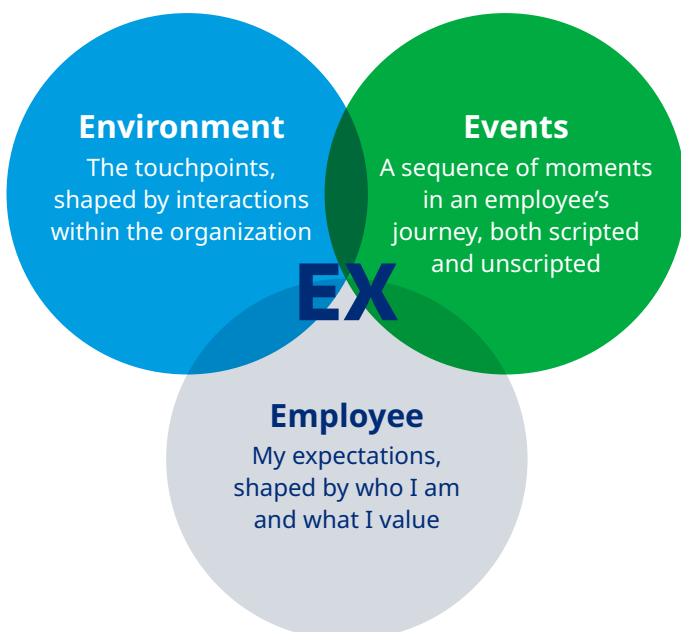 Environment
The touchpoints,
shaped by interactions
within the organization
Events
A sequence of moments
in an employee’s
journey, both scripted
and unscripted
EX
Employee
My expectations,
shaped by who I am
and what I value